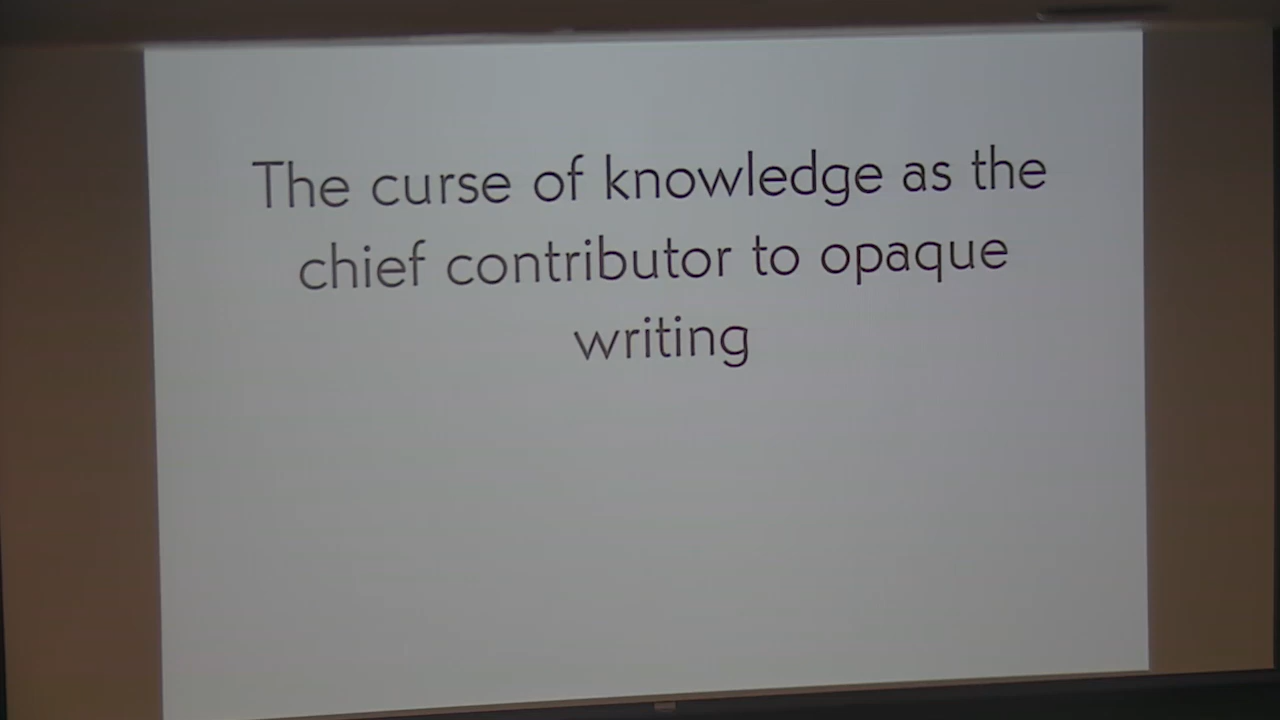 The curse of knowledge as the
chief contributor to opaque
writing